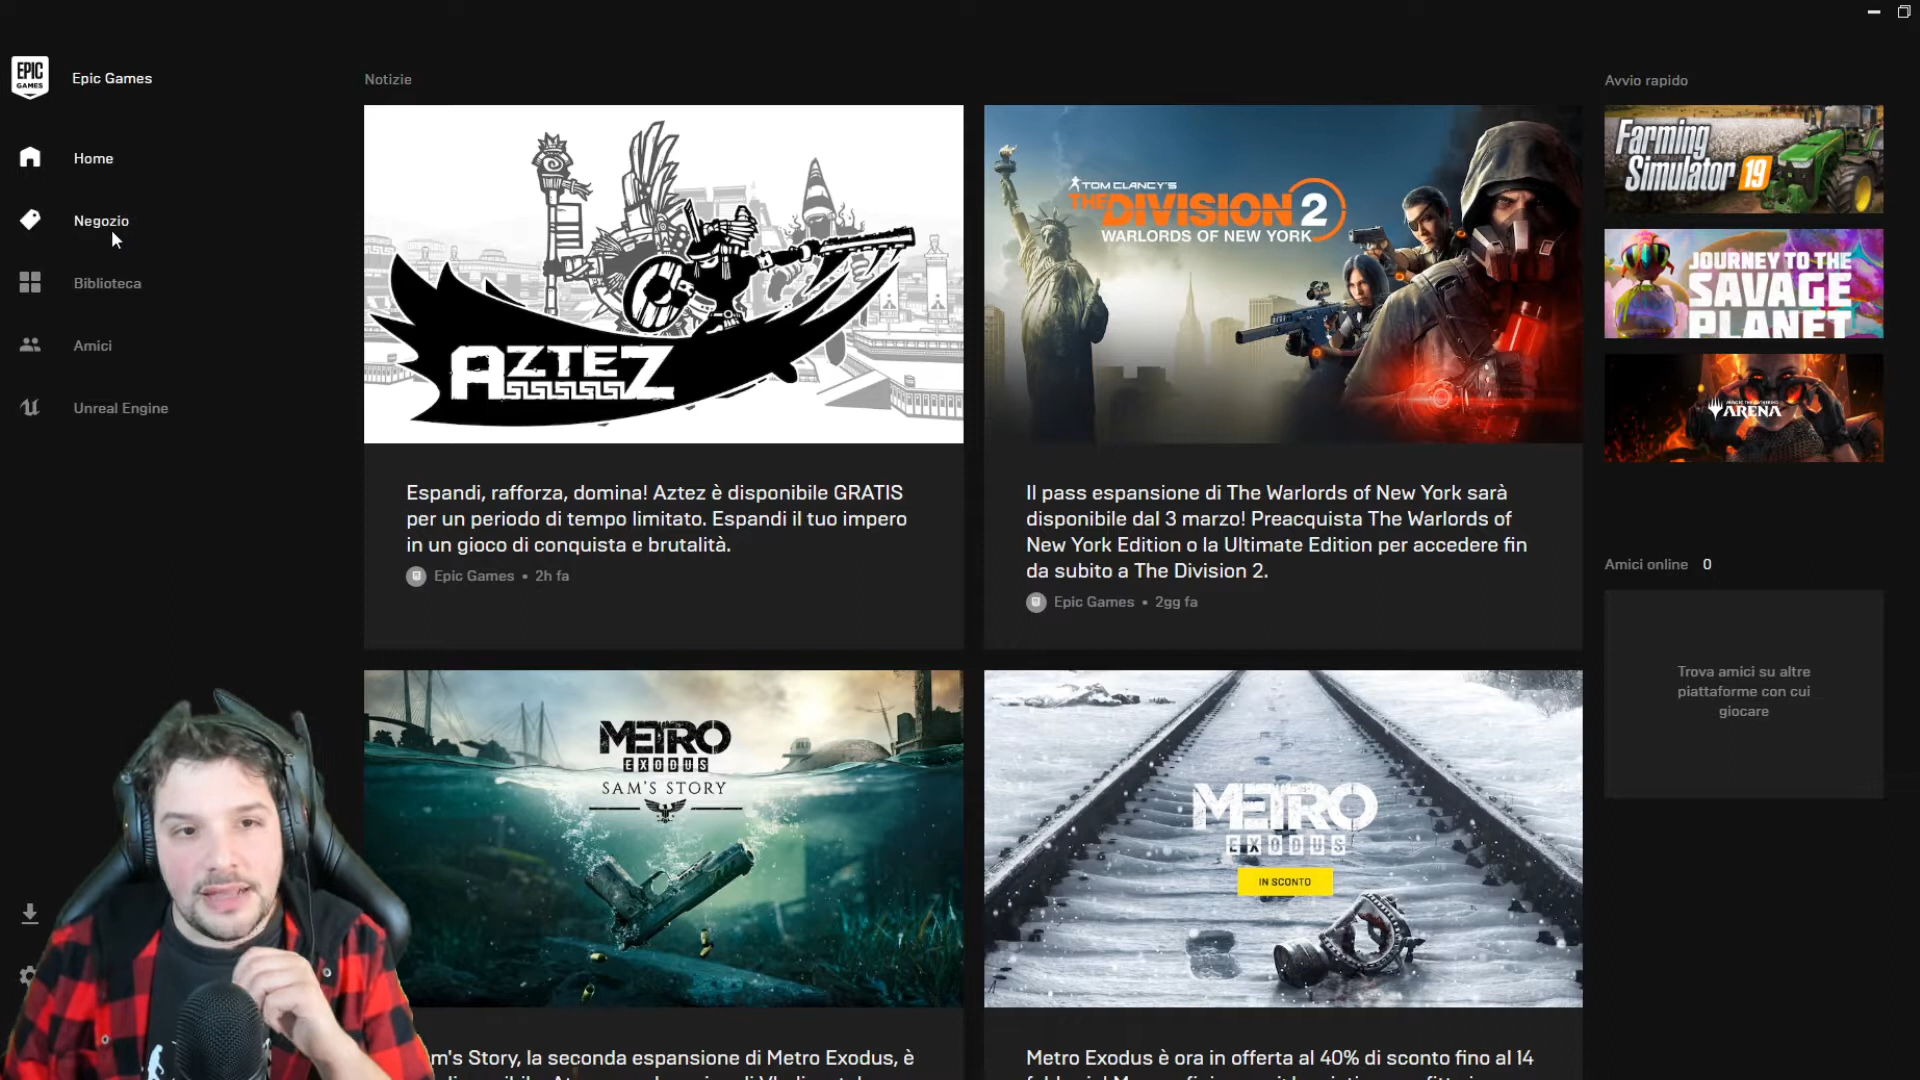 EPIC
GAMES
Epic Games
Home
Negozio
Biblioteca
Amici
Unreal Engine
Notizie
AZTEZ
Espandi, rafforza, domina! Aztez è disponibile GRATIS
per un periodo di tempo limitato. Espandi il tuo impero
in un gioco di conquista e brutalità.
Epic Games • 2h fa
TOM CLANCY'S
THE DIVISION 2
WARLORDS OF NEW YORK
Il pass espansione di The Warlords of New York sarà
disponibile dal 3 marzo! Preacquista The Warlords of
New York Edition o la Ultimate Edition per accedere fin
da subito a The Division 2.
Epic Games • 2gg fa
METRO
EXODUS
SAM'S STORY
m's Story, la seconda espansione di Metro Exodus, è
METRO
EXODUS
IN SCONTO
Metro Exodus è ora in offerta al 40% di sconto fino al 14
Avvio rapido
Farming
Simulator 19
JOURNEY TO THE
SAVAGE
PLANET
MAGIC THE GATHERING
ARENA
Amici online 0
Trova amici su altre
piattaforme con cui
giocare